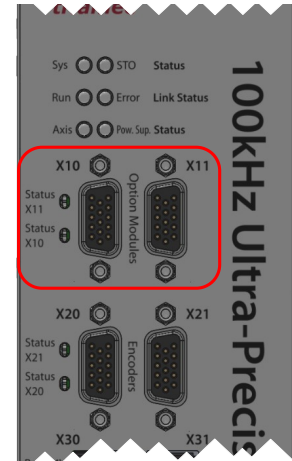 Sys STO Status
Run Error Link Status
Axis Pow. Sup. Status
X10 X11
Option Modules
Status
X11
Status
X10
X20 X21
Encoders
Status
X21
Status
X20
X30 X31
100kHz Ultra-Precis